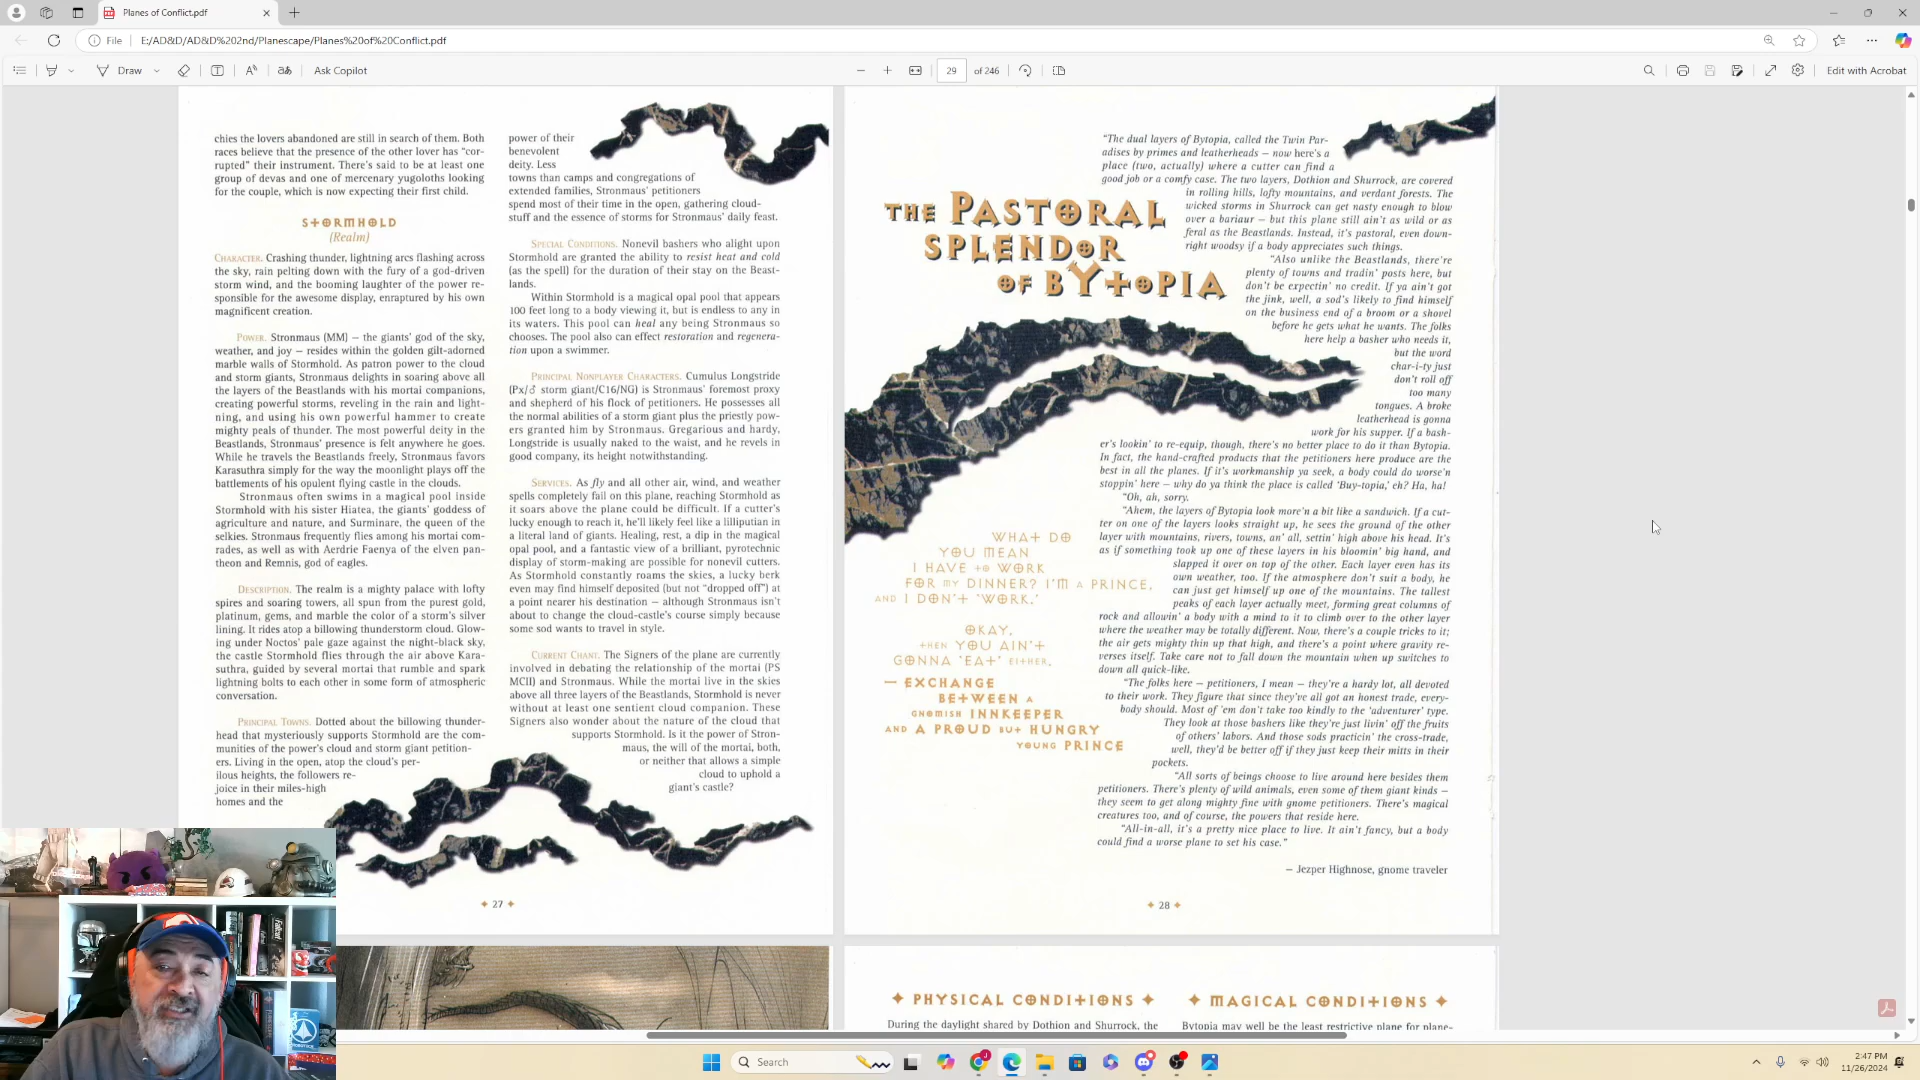 Planes of Conflict.pdf
File
E:/AD&D/AD&D%202nd/Planescape/Planes%20of%20Conflict.pdf
Draw
Ask Copilot
29
of 246
Edit with Acrobat
chies the lovers abandoned are still in search of them. Both
races believe that the presence of the other lover has "cor-
rupted" their instrument. There's said to be at least one
group of devas and one of mercenary yugoloths looking
for the couple, which is now expecting their first child.
STORMHOLD
(Realm)
CHARACTER. Crashing thunder, lightning arcs flashing across
the sky, rain pelting down with the fury of a god-driven
storm wind, and the booming laughter of the power re-
sponsible for the awesome display, enraptured by his own
magnificent creation.
POWER. Stronmaus (MM) — the giants' god of the sky,
weather, and joy — resides within the golden gilt-adorned
marble walls of Stormhold. As patron power to the cloud
and storm giants, Stronmaus delights in soaring above all
the layers of the Beastlands with his mortai companions,
creating powerful storms, reveling in the rain and light-
ning, and using his own powerful hammer to create
mighty peals of thunder. The most powerful deity in the
Beastlands, Stronmaus' presence is felt anywhere he goes.
While he travels the Beastlands freely, Stronmaus favors
Karasuthra simply for the way the moonlight plays off the
battlements of his opulent flying castle in the clouds.
Stronmaus often swims in a magical pool inside
Stormhold with his sister Hiatea, the giants' goddess of
agriculture and nature, and Surminare, the queen of the
selkies. Stronmaus frequently flies among his mortai com-
rades, as well as with Aerdrie Faenya of the elven pan-
theon and Remnis, god of eagles.
DESCRIPTION. The realm is a mighty palace with lofty
spires and soaring towers, all spun from the purest gold,
platinum, gems, and marble the color of a storm's silver
lining. It rides atop a billowing thunderstorm cloud. Glow-
ing under Noctos' pale gaze against the night-black sky,
the castle Stormhold flies through the air above Kara-
suthra, guided by several mortai that rumble and spark
lightning bolts to each other in some form of atmospheric
conversation.
PRINCIPAL TOWNS. Dotted about the billowing thunder-
head that mysteriously supports Stormhold are the com-
munities of the power's cloud and storm giant petition-
ers. Living in the open, atop the cloud's per-
ilous heights, the followers re-
joice in their miles-high
homes and the
power of their
benevolent
deity. Less
towns than camps and congregations of
extended families, Stronmaus' petitioners
spend most of their time in the open, gathering cloud-
stuff and the essence of storms for Stronmaus' daily feast.
SPECIAL CONDITIONS. Nonevil bashers who alight upon
Stormhold are granted the ability to resist heat and cold
(as the spell) for the duration of their stay on the Beast-
lands.
Within Stormhold is a magical opal pool that appears
100 feet long to a body viewing it, but is endless to any in
its waters. This pool can heal any being Stronmaus so
chooses. The pool also can effect restoration and regenera-
tion upon a swimmer.
PRINCIPAL NONPLAYER CHARACTERS. Cumulus Longstride
(Px/♂ storm giant/C16/NG) is Stronmaus' foremost proxy
and shepherd of his flock of petitioners. He possesses all
the normal abilities of a storm giant plus the priestly pow-
ers granted him by Stronmaus. Gregarious and hardy,
Longstride is usually naked to the waist, and he revels in
good company, its height notwithstanding.
SERVICES. As fly and all other air, wind, and weather
spells completely fail on this plane, reaching Stormhold as
it soars above the plane could be difficult. If a cutter's
lucky enough to reach it, he'll likely feel like a lilliputian in
a literal land of giants. Healing, rest, a dip in the magical
opal pool, and a fantastic view of a brilliant, pyrotechnic
display of storm-making are possible for nonevil cutters.
As Stormhold constantly roams the skies, a lucky berk
even may find himself deposited (but not "dropped off") at
a point nearer his destination — although Stronmaus isn't
about to change the cloud-castle's course simply because
some sod wants to travel in style.
CURRENT CHANT. The Signers of the plane are currently
involved in debating the relationship of the mortai (PS
MCII) and Stronmaus. While the mortai live in the skies
above all three layers of the Beastlands, Stormhold is never
without at least one sentient cloud companion. These
Signers also wonder about the nature of the cloud that
supports Stormhold. Is it the power of Stron-
maus, the will of the mortai, both,
or neither that allows a simple
cloud to uphold a
giant's castle?
27
THE PASTORAL
SPLENDOR
OF BYTOPIA
"The dual layers of Bytopia, called the Twin Par-
adises by primes and leatherheads — now here's a
place (two, actually) where a cutter can find a
good job or a comfy case. The two layers, Dothion and Shurrock, are covered
in rolling hills, lofty mountains, and verdant forests. The
wicked storms in Shurrock can get nasty enough to blow
over a bariaur — but this plane still ain't as wild or as
feral as the Beastlands. Instead, it's pastoral, even down-
right woodsy if a body appreciates such things.
"Also unlike the Beastlands, there're
plenty of towns and tradin' posts here, but
don't be expectin' no credit. If ya ain't got
the jink, well, a sod's likely to find himself
on the business end of a broom or a shovel
before he gets what he wants. The folks
here help a basher who needs it,
but the word
char-i-ty just
don't roll off
too many
tongues. A broke
leatherhead is gonna
work for his supper. If a bash-
er's lookin' to re-equip, though, there's no better place to do it than Bytopia.
In fact, the hand-crafted products that the petitioners here produce are the
best in all the planes. If it's workmanship ya seek, a body could do worse'n
stoppin' here — why do ya think the place is called 'Buy-topia,' eh? Ha, ha!
"Oh, ah, sorry.
"Ahem, the layers of Bytopia look more'n a bit like a sandwich. If a cut-
ter on one of the layers looks straight up, he sees the ground of the other
layer with mountains, rivers, towns, an' all, settin' high above his head. It's
as if something took up one of these layers in his bloomin' big hand, and
slapped it over on top of the other. Each layer even has its
own weather, too. If the atmosphere don't suit a body, he
can just get himself up one of the mountains. The tallest
peaks of each layer actually meet, forming great columns of
rock and allowin' a body with a mind to it to climb over to the other layer
where the weather may be totally different. Now, there's a couple tricks to it;
the air gets mighty thin up that high, and there's a point where gravity re-
verses itself. Take care not to fall down the mountain when up switches to
down all quick-like.
"The folks here — petitioners, I mean — they're a hardy lot, all devoted
to their work. They figure that since they've all got an honest trade, every-
body should. Most of 'em don't take too kindly to the 'adventurer' type.
They look at those bashers like they're just livin' off the fruits
of others' labors. And those sods practicin' the cross-trade,
well, they'd be better off if they just keep their mitts in their
pockets.
"All sorts of beings choose to live around here besides them
petitioners. There's plenty of wild animals, even some of them giant kinds —
they seem to get along mighty fine with gnome petitioners. There's magical
creatures too, and of course, the powers that reside here.
"All-in-all, it's a pretty nice place to live. It ain't fancy, but a body
could find a worse plane to set his case."
— Jezper Highnose, gnome traveler
WHAT DO
YOU MEAN
I HAVE TO WORK
FOR MY DINNER? I'M A PRINCE,
AND I DON'T 'WORK.'
OKAY,
THEN YOU AIN'T
GONNA 'EAT' EITHER.
— EXCHANGE
BETWEEN A
GNOMISH INNKEEPER
AND A PROUD BUT HUNGRY
YOUNG PRINCE
28
PHYSICAL CONDITIONS
During the daylight shared by Dothion and Shurrock, the
MAGICAL CONDITIONS
Bytopia may well be the least restrictive plane for plane-
Search
2:47 PM
11/26/2024